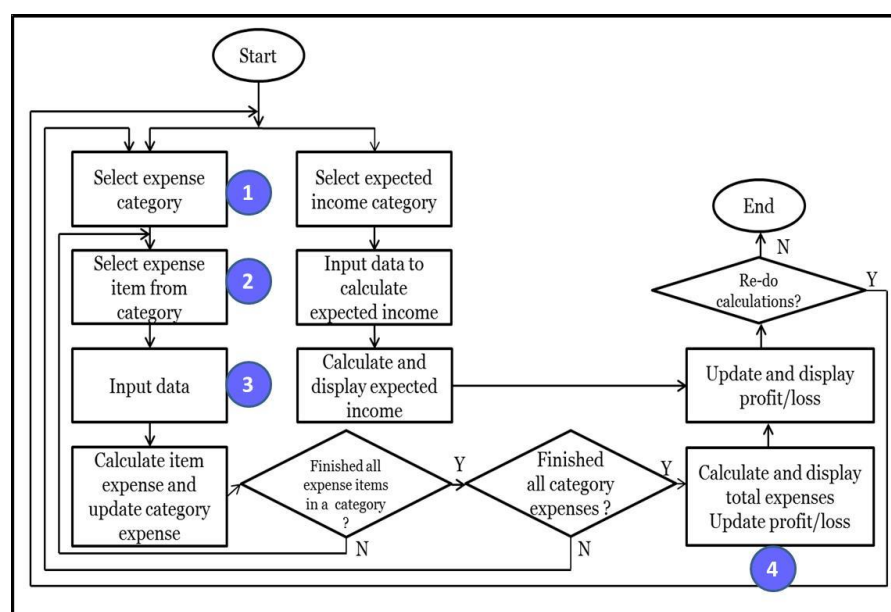 Start
Select expense
category
1
Select expense
item from
category
2
Input data
3
Calculate item
expense and
update category
expense
Select expected
income category
Input data to
calculate
expected income
Calculate and
display expected
income
Finished all
expense items
in a category
?
Y
N
Finished
all category
expenses ?
Y
N
Calculate and display
total expenses
Update profit/loss
4
Update and display
profit/loss
Re-do
calculations?
Y
N
End